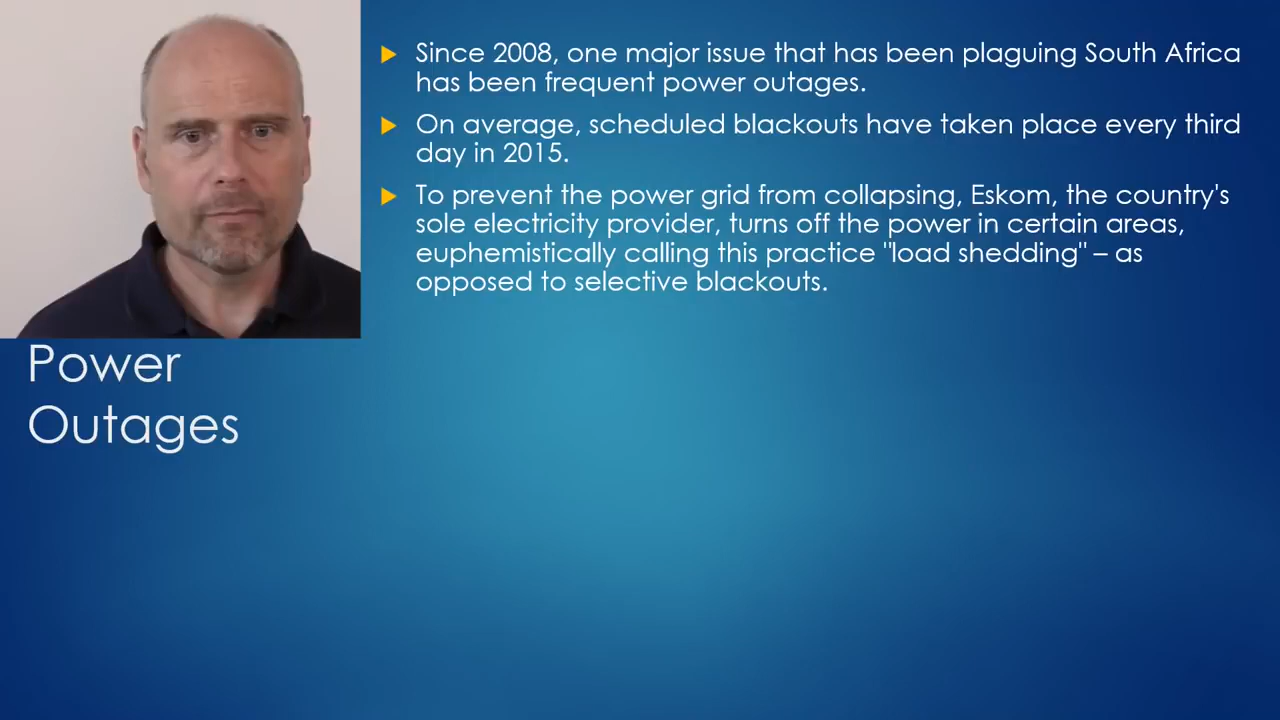 Since 2008, one major issue that has been plaguing South Africa
has been frequent power outages.
On average, scheduled blackouts have taken place every third
day in 2015.
To prevent the power grid from collapsing, Eskom, the country's
sole electricity provider, turns off the power in certain areas,
euphemistically calling this practice "load shedding" – as
opposed to selective blackouts.
Power
Outages